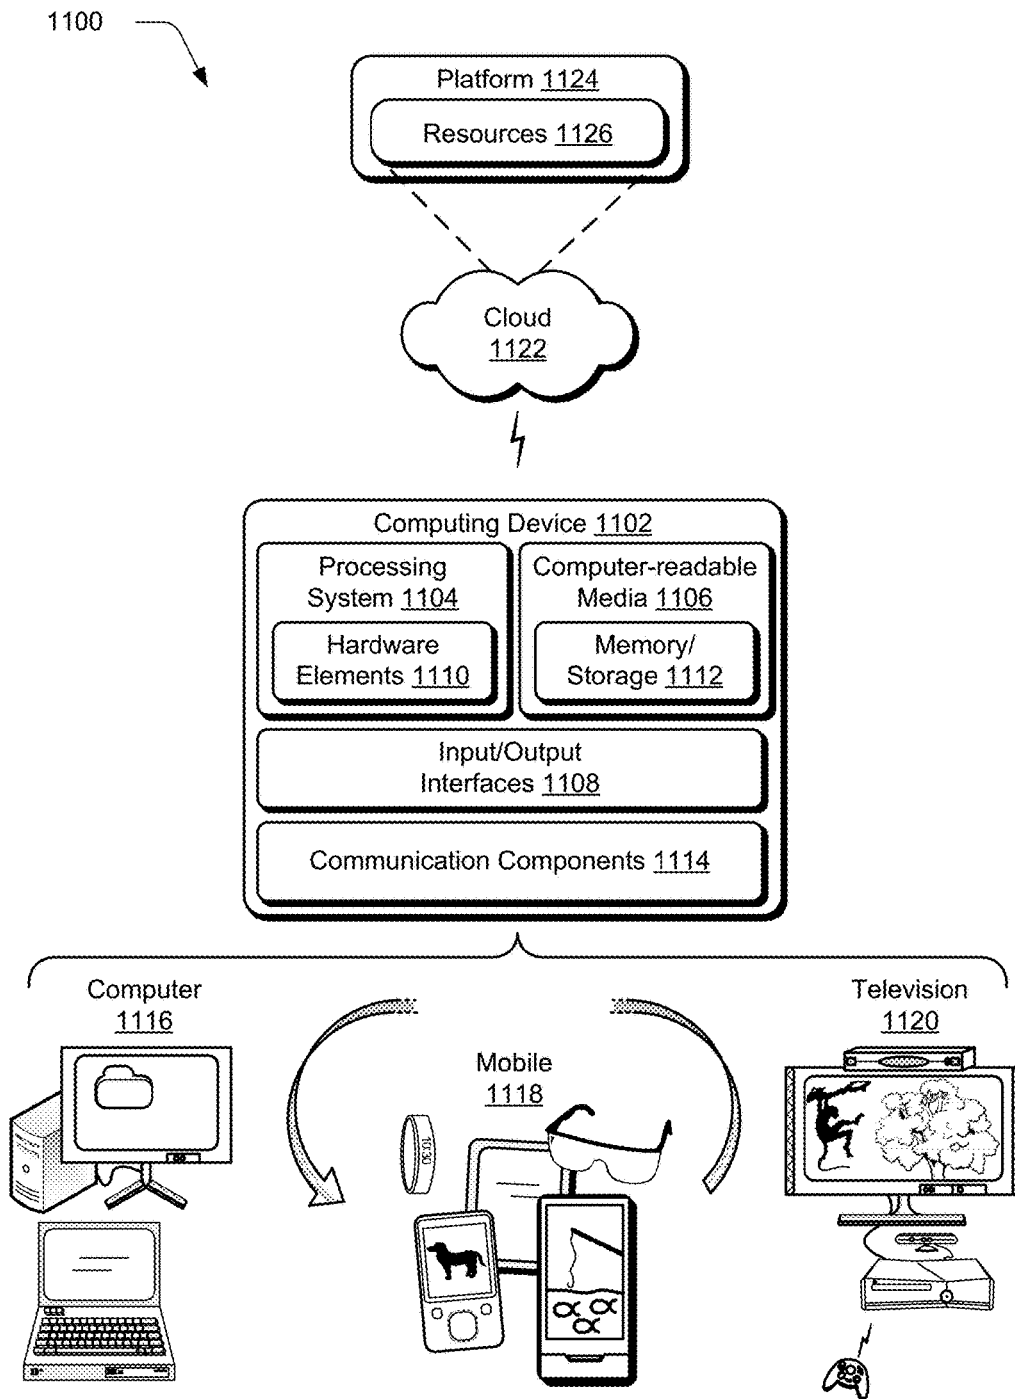 1100
Platform 1124
Resources 1126
Cloud
1122
Computing Device 1102
Processing
System 1104
Hardware
Elements 1110
Computer-readable
Media 1106
Memory/
Storage 1112
Input/Output
Interfaces 1108
Communication Components 1114
Computer
1116
Mobile
1118
Television
1120
10:30